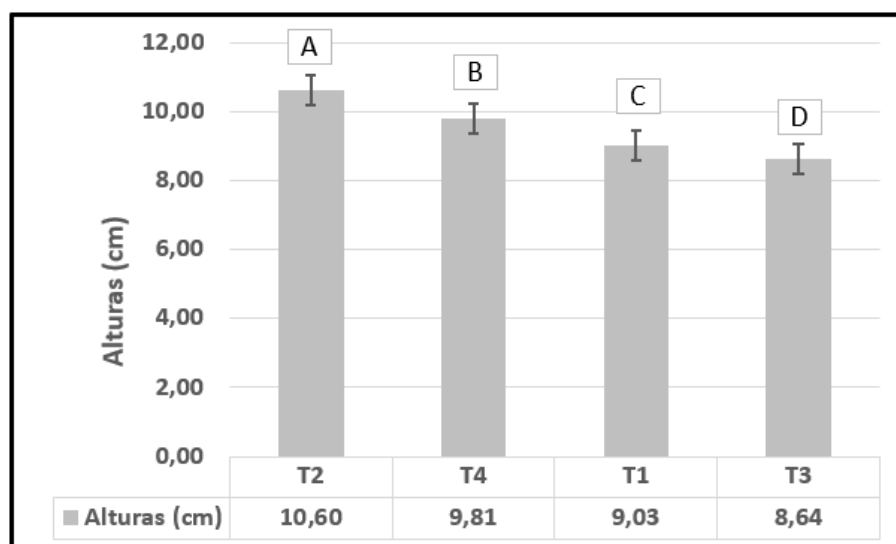 12,00
10,00
8,00
6,00
4,00
2,00
0,00
Alturas (cm)
A
B
C
D
T2 T4 T1 T3
Alturas (cm) 10,60 9,81 9,03 8,64